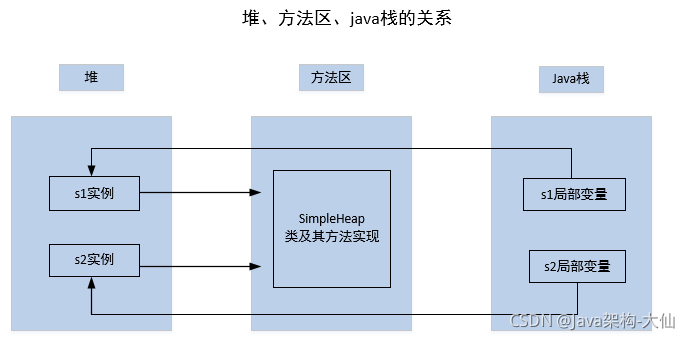 堆、方法区、java栈的关系
堆
方法区
Java栈
s1实例
SimpleHeap
类及其方法实现
s1局部变量
s2实例
s2局部变量
CSDN @Java架构-大仙